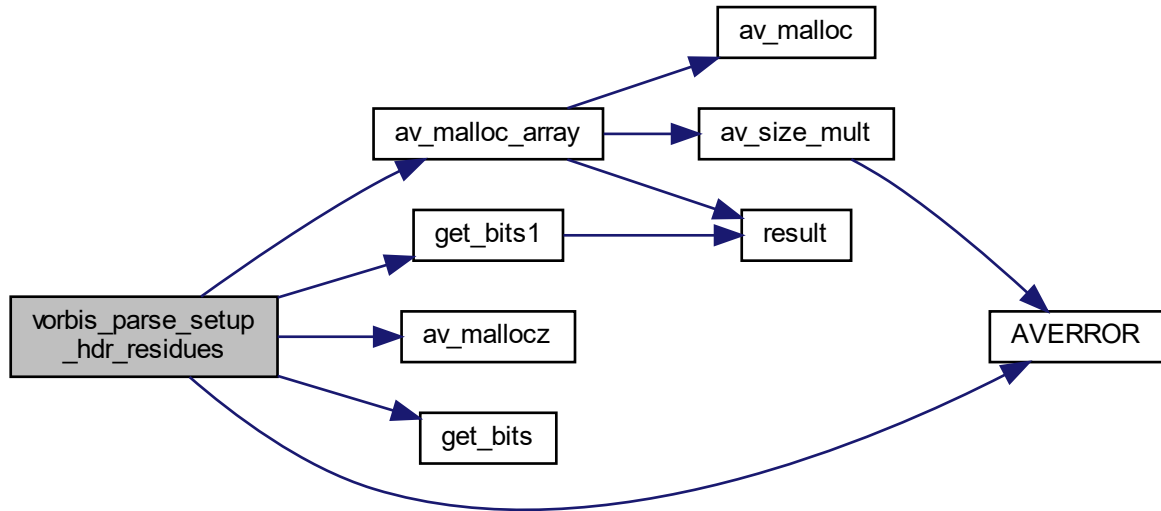 av_malloc
av_malloc_array
av_size_mult
get_bits1
result
vorbis_parse_setup
_hdr_residues
av_mallocz
AVERROR
get_bits